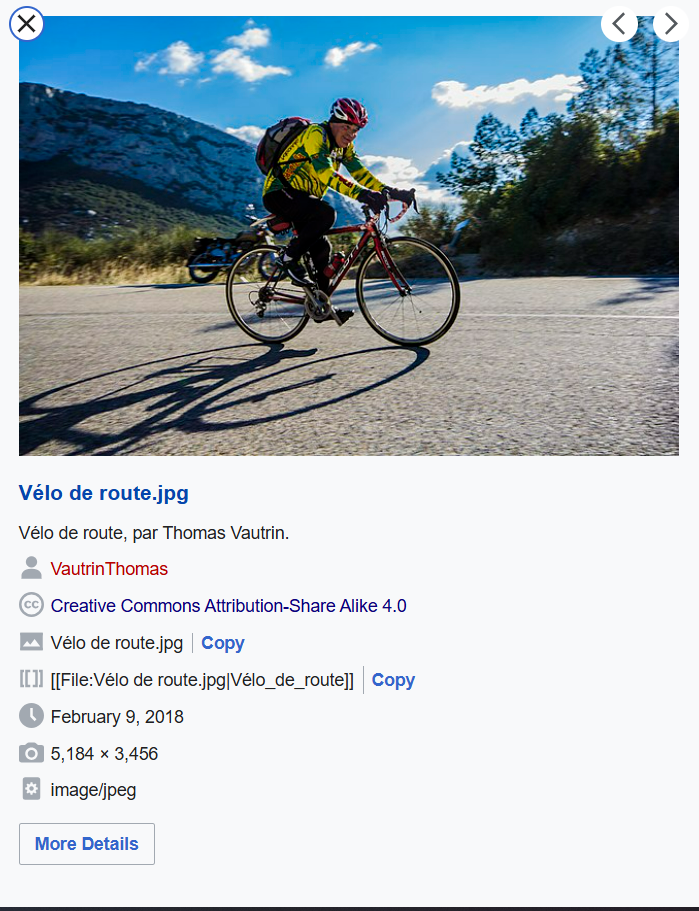 Vélo de route.jpg
Vélo de route, par Thomas Vautrin.
VautrinThomas
cc Creative Commons Attribution-Share Alike 4.0
Vélo de route.jpg | Copy
[[]] [[File:Vélo de route.jpg|Vélo_de_route]] | Copy
February 9, 2018
5,184 × 3,456
image/jpeg
More Details